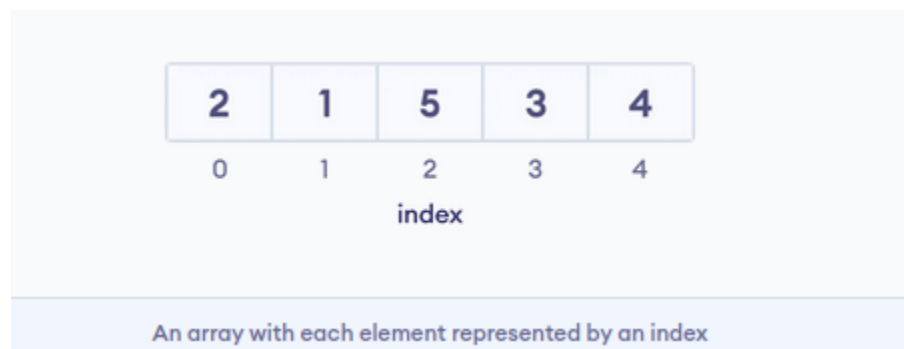 2 1 5 3 4
0 1 2 3 4
index
An array with each element represented by an index